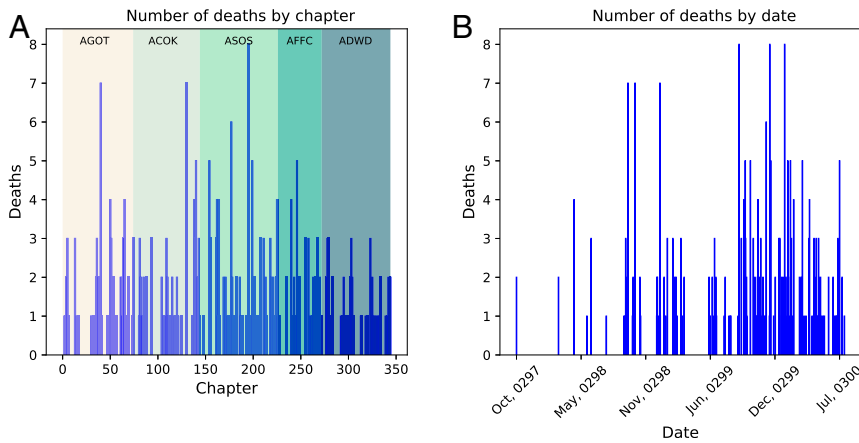 A
Number of deaths by chapter
AGOT ACOK ASOS AFFC ADWD
8
7
6
5
4
3
2
1
0
Deaths
0 50 100 150 200 250 300 350
Chapter
B
Number of deaths by date
8
7
6
5
4
3
2
1
0
Deaths
Oct, 0297 May, 0298 Nov, 0298 Jun, 0299 Dec, 0299 Jul, 0300
Date